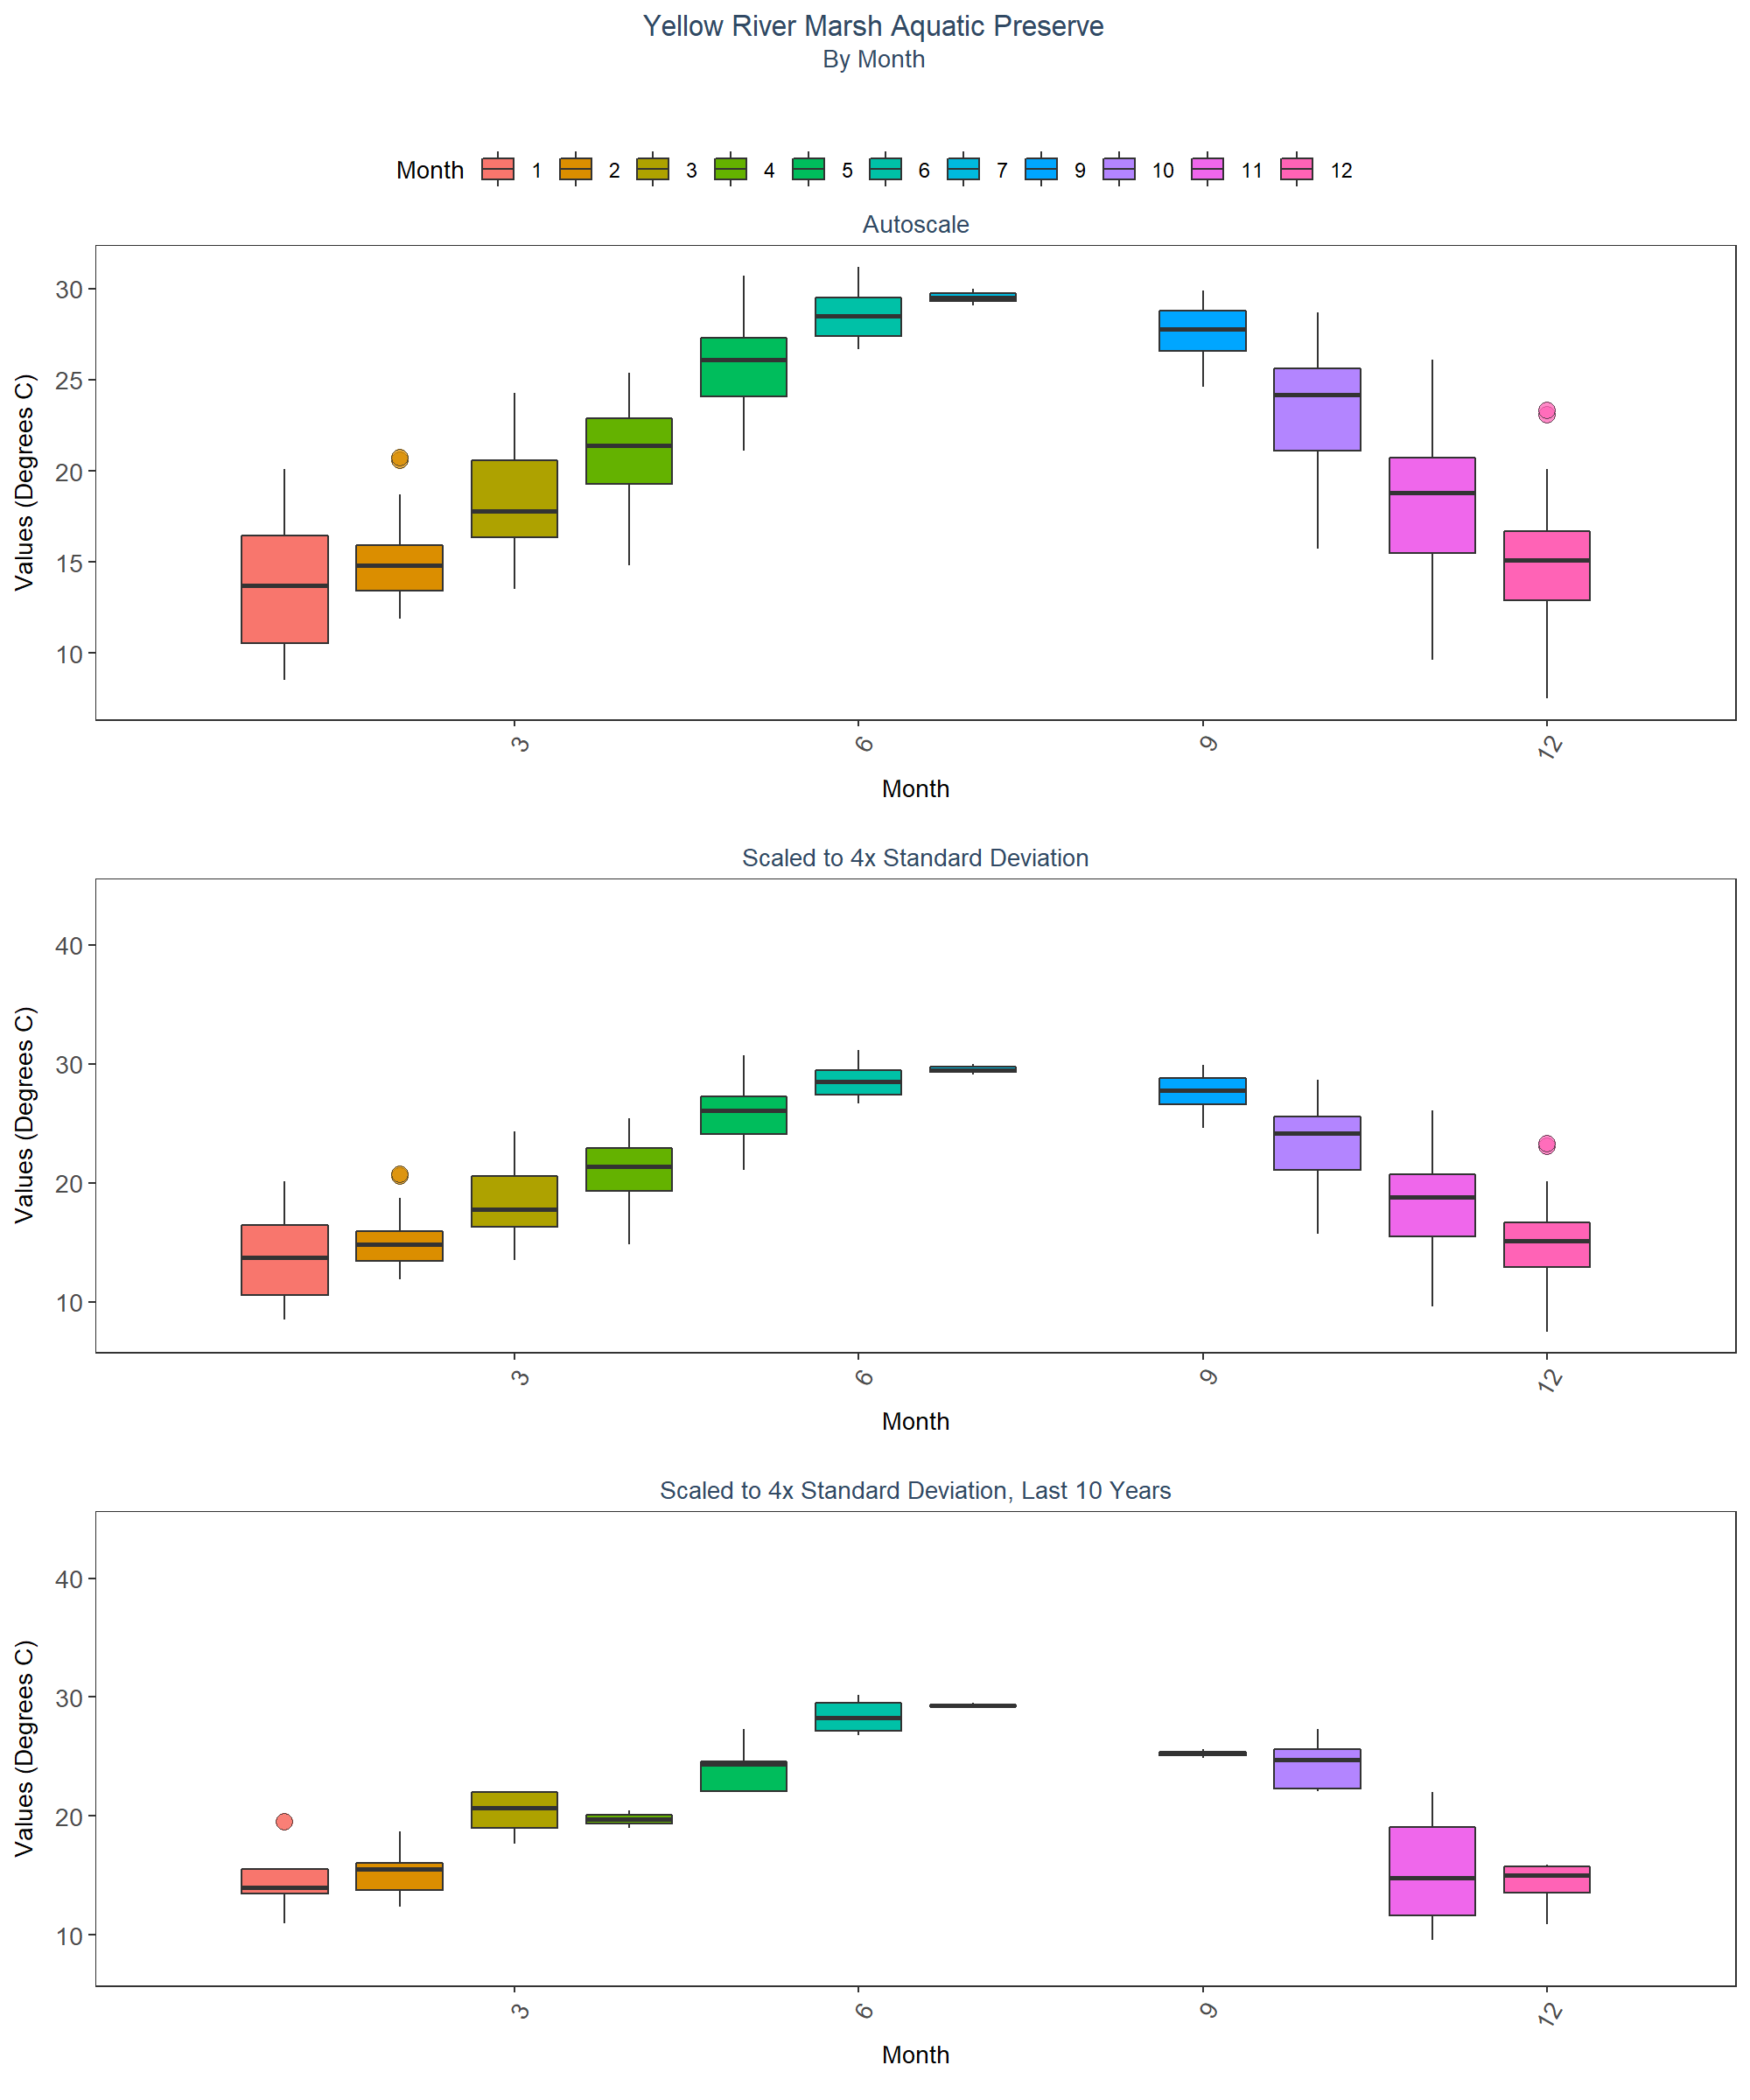 Yellow River Marsh Aquatic Preserve
By Month
Month 1 2 3 4 5 6 7 9 10 11 12
Autoscale
Values (Degrees C)
30
25
20
15
10
3 6 9 12
Month
Scaled to 4x Standard Deviation
Values (Degrees C)
40
30
20
10
3 6 9 12
Month
Scaled to 4x Standard Deviation, Last 10 Years
Values (Degrees C)
40
30
20
10
3 6 9 12
Month